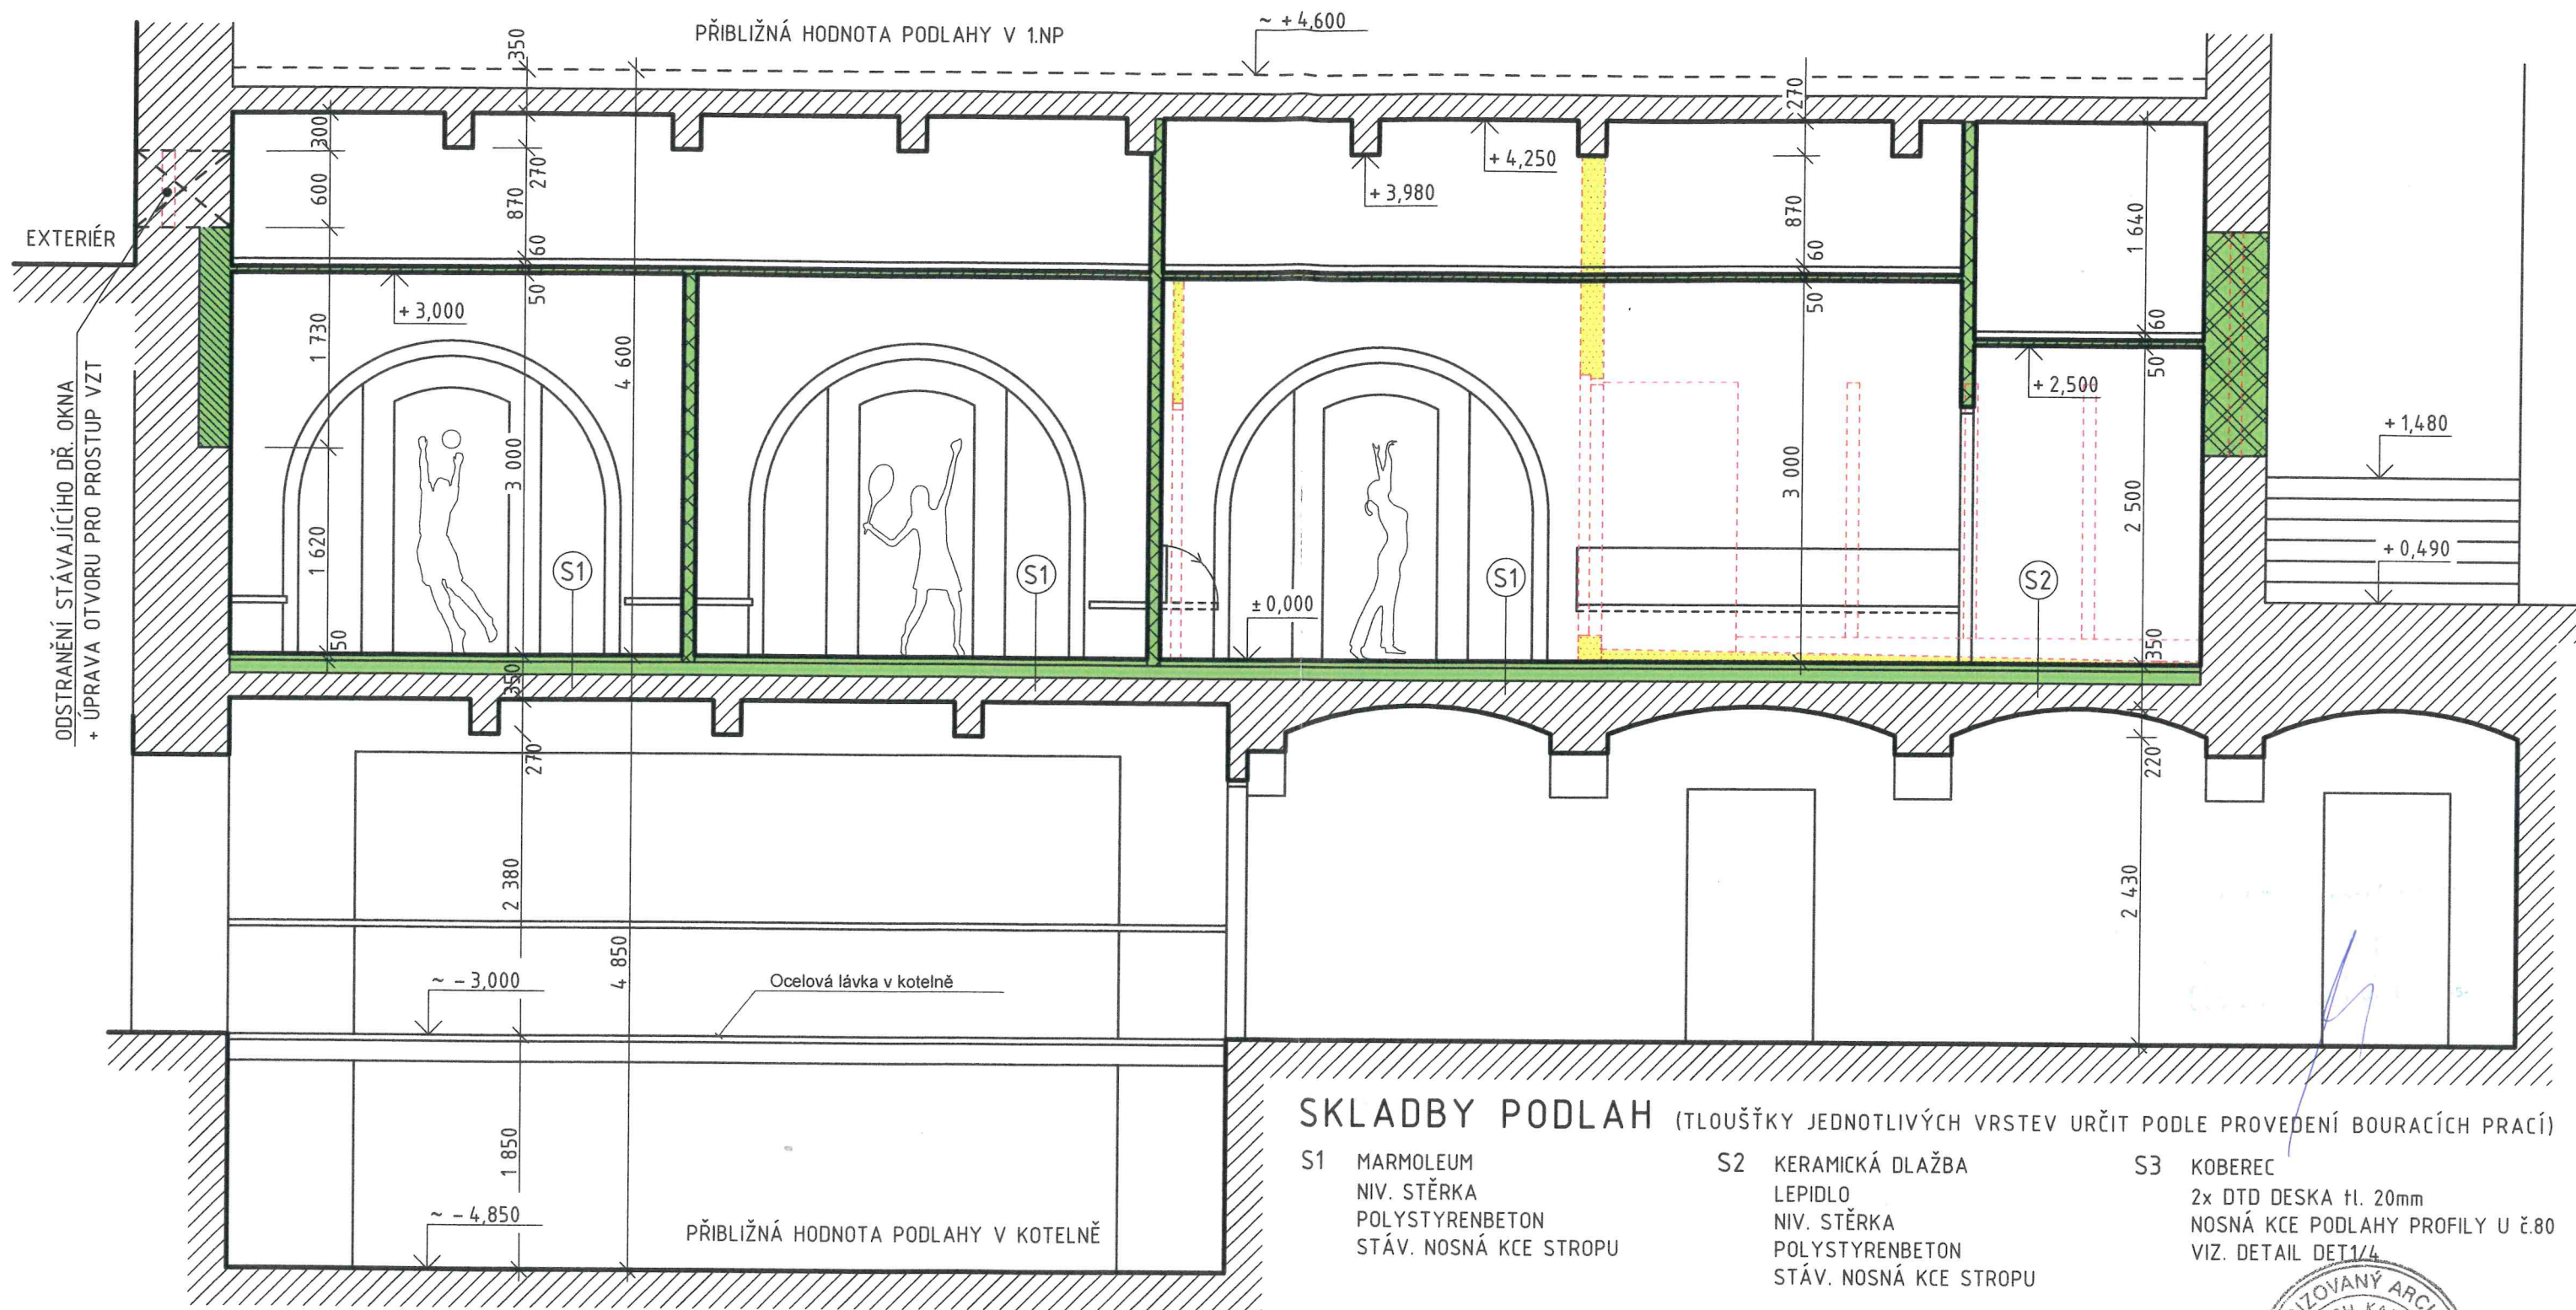 PŘIBLIŽNÁ HODNOTA PODLAHY V 1.NP
~ +4,600
350
270
300
600
270
870
60
50
+4,250
+3,980
870
60
50
1 640
60
50
EXTERIÉR
+3,000
+2,500
+1,480
+0,490
1 730
4 600
3 000
3 000
2 500
1 620
50
350
350
±0,000
S1
S1
S1
S2
ODSTRANĚNÍ STÁVAJÍCÍHO DŘ. OKNA
+ ÚPRAVA OTVORU PRO PROSTUP VZT
270
220
2 380
2 430
4 850
~ -3,000
Ocelová lávka v kotelně
1 850
~ -4,850
PŘIBLIŽNÁ HODNOTA PODLAHY V KOTELNĚ
SKLADBY PODLAH (TLOUŠŤKY JEDNOTLIVÝCH VRSTEV URČIT PODLE PROVEDENÍ BOURACÍCH PRACÍ)
S1 MARMOLEUM
NIV. STĚRKA
POLYSTYRENBETON
STÁV. NOSNÁ KCE STROPU
S2 KERAMICKÁ DLAŽBA
LEPIDLO
NIV. STĚRKA
POLYSTYRENBETON
STÁV. NOSNÁ KCE STROPU
S3 KOBEREC
2x DTD DESKA tl. 20mm
NOSNÁ KCE PODLAHY PROFILY U č.80
VIZ. DETAIL DET1/4